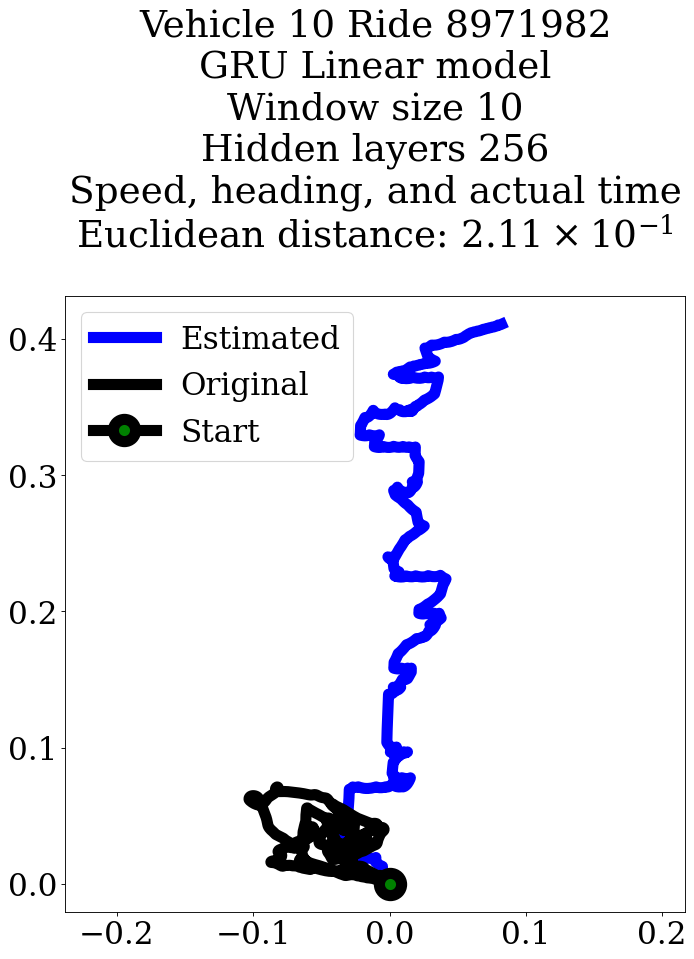 Vehicle 10 Ride 8971982
GRU Linear model
Window size 10
Hidden layers 256
Speed, heading, and actual time
Euclidean distance: 2.11 × 10⁻¹
Estimated
Original
Start
0.4
0.3
0.2
0.1
0.0
−0.2
−0.1
0.0
0.1
0.2